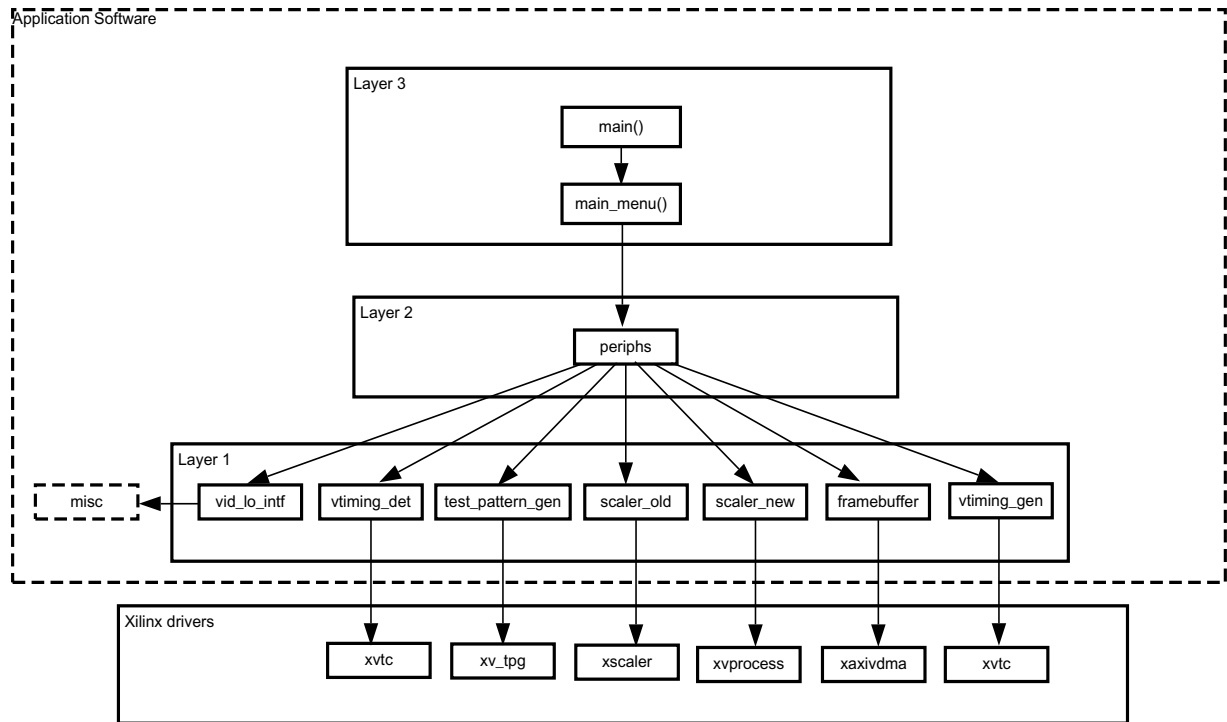 Application Software
Layer 3
main()
main_menu()
Layer 2
periphs
Layer 1
misc
vid_lo_intf
vtiming_det
test_pattern_gen
scaler_old
scaler_new
framebuffer
vtiming_gen
Xilinx drivers
xvtc
xv_tpg
xscaler
xvprocess
xaxivdma
xvtc